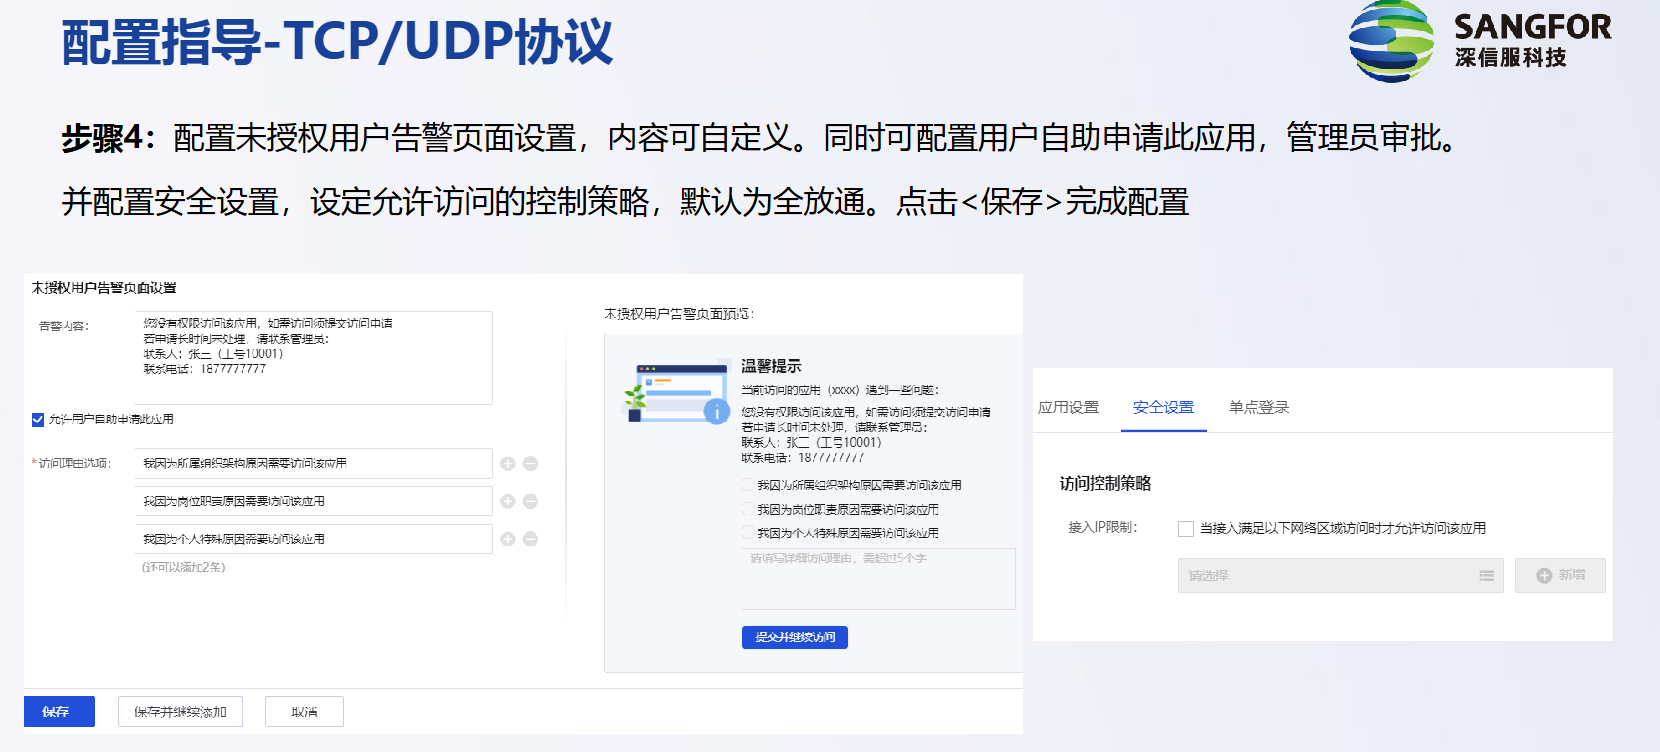 配置指导-TCP/UDP协议
SANGFOR
深信服科技
步骤4：配置未授权用户告警页面设置，内容可自定义。同时可配置用户自助申请此应用，管理员审批。
并配置安全设置，设定允许访问的控制策略，默认为全放通。点击<保存>完成配置
未授权用户告警页面设置
告警内容：
您没有权限访问该应用，如需访问须提交访问申请
若申请长时间未处理，请联系管理员：
联系人：张三（工号10001）
联系电话：1877777777
允许用户自助申请此应用
*访问理由选项：
我因为所属组织架构原因需要访问该应用
我因为岗位职责原因需要访问该应用
我因为个人特殊原因需要访问该应用
(还可以添加2条)
保存
保存并继续添加
取消
未授权用户告警页面预览：
温馨提示
当前访问的应用（xxxx）遇到一些问题：
您没有权限访问该应用，如需访问须提交访问申请
若申请长时间未处理，请联系管理员：
联系人：张三（工号10001）
联系电话：1877777777
我因为所属组织架构原因需要访问该应用
我因为岗位职责原因需要访问该应用
我因为个人特殊原因需要访问该应用
请填写详细访问理由，需超过5个字
提交并继续访问
应用设置
安全设置
单点登录
访问控制策略
接入IP限制：
当接入满足以下网络区域访问时才允许访问该应用
请选择
新增